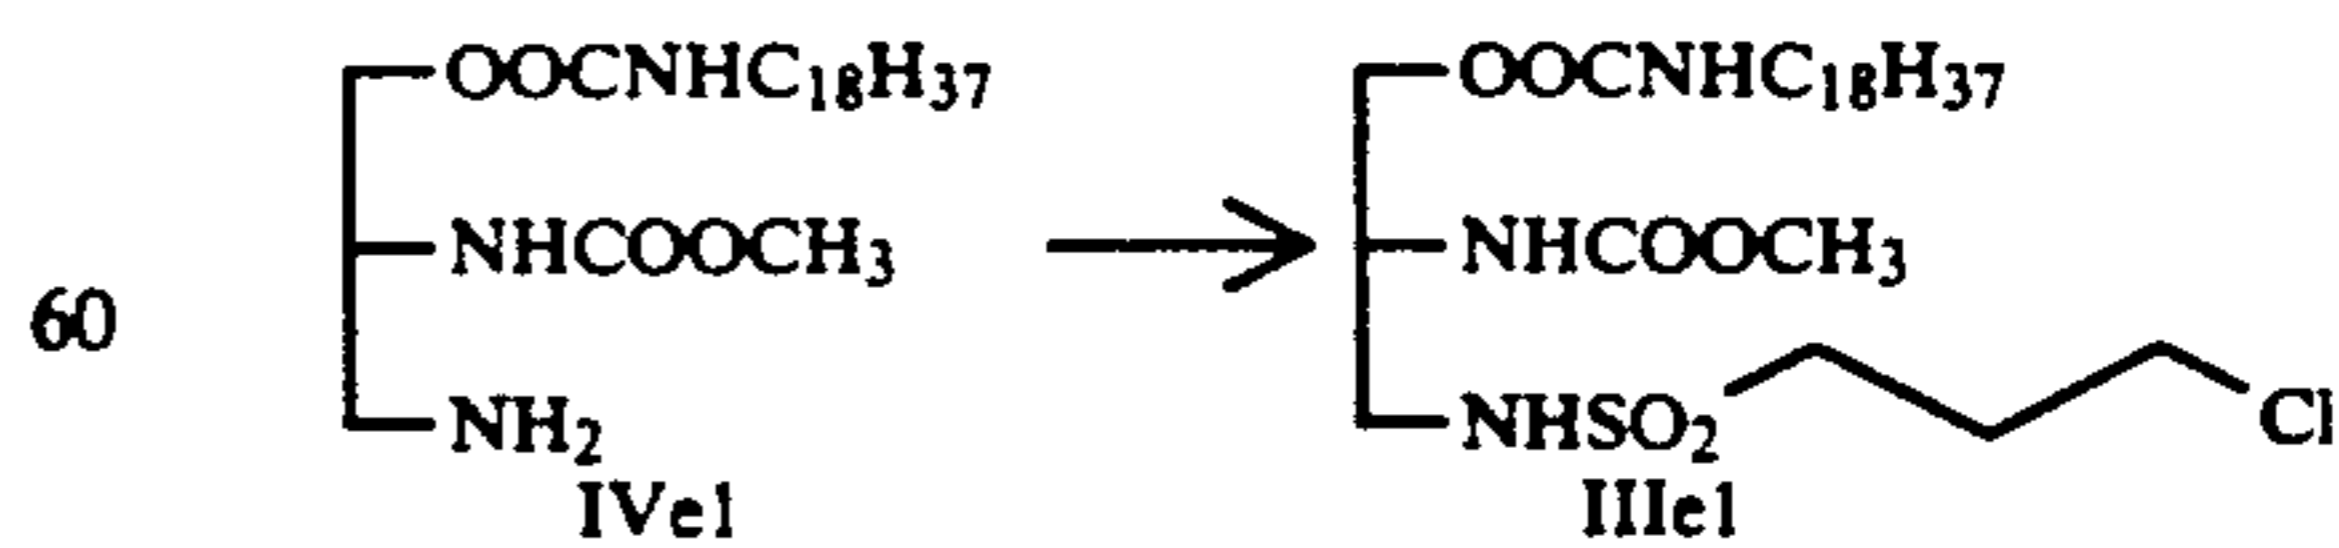 OOCNHC18H37 OOCNHC18H37
NHCOOCH3 NHCOOCH3
60
NH2 NHSO2 Cl
IVe1 IIIe1